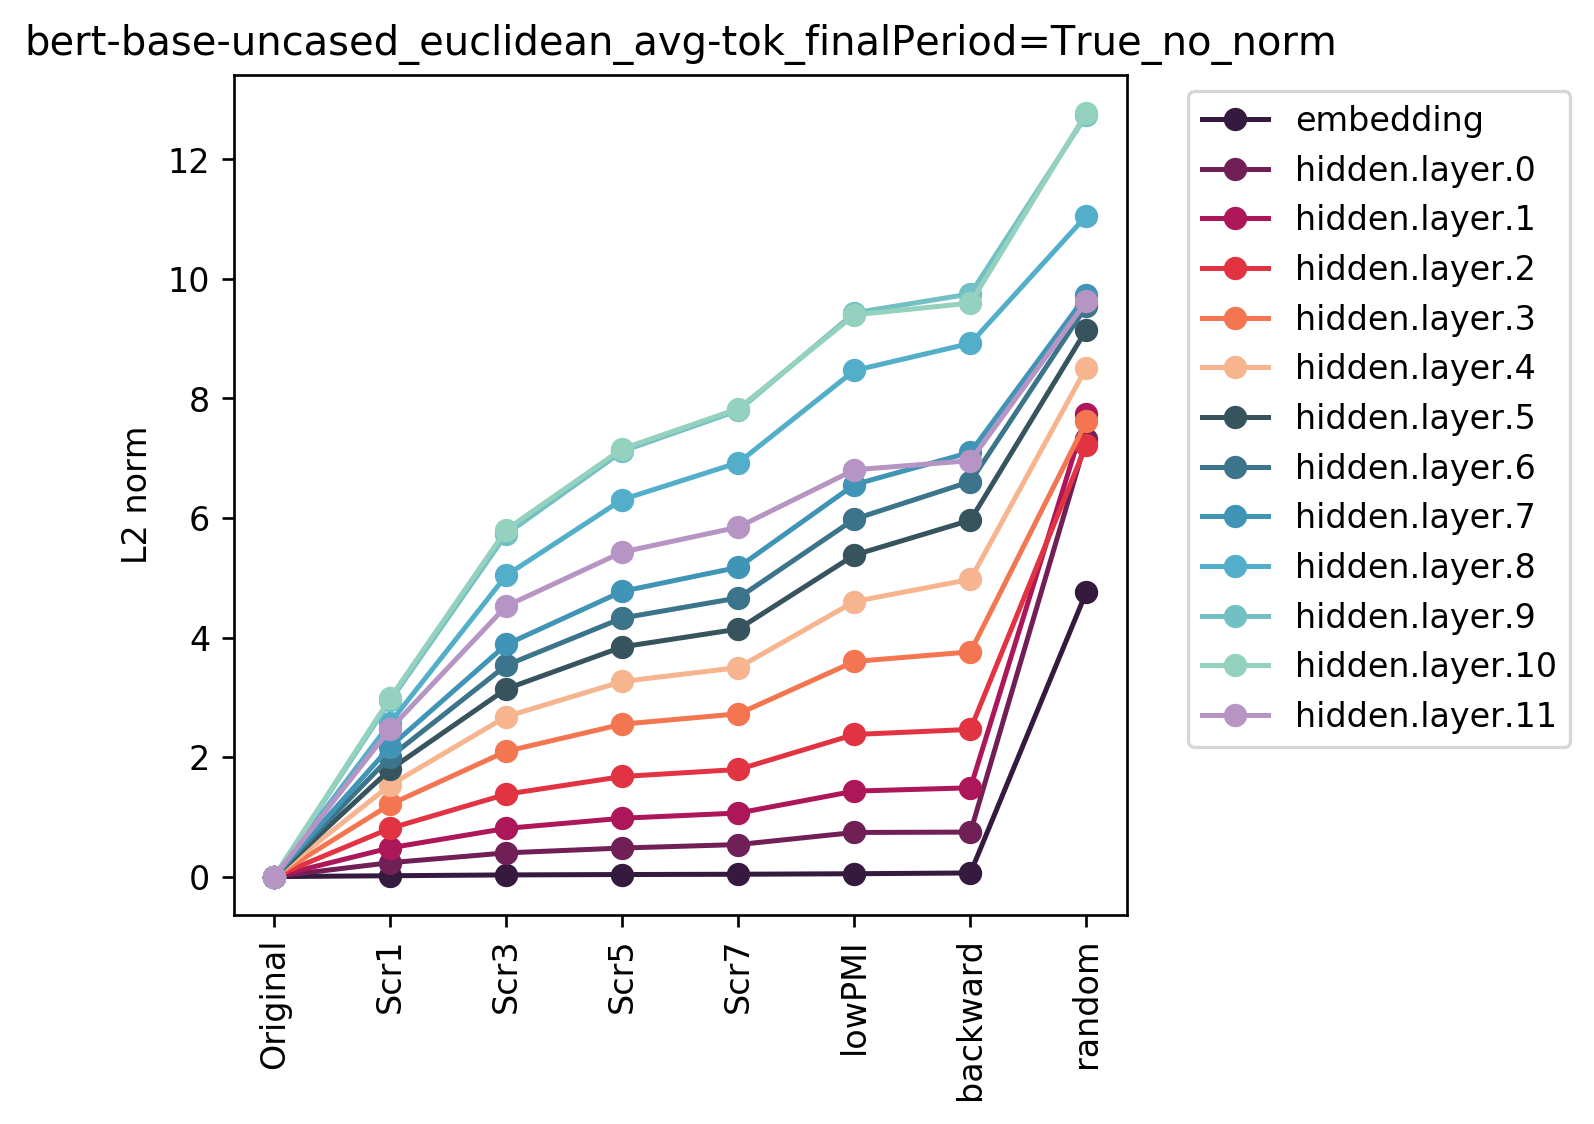 bert-base-uncased_euclidean_avg-tok_finalPeriod=True_no_norm
L2 norm
12
10
8
6
4
2
0
Original
Scr1
Scr3
Scr5
Scr7
lowPMI
backward
random
embedding
hidden.layer.0
hidden.layer.1
hidden.layer.2
hidden.layer.3
hidden.layer.4
hidden.layer.5
hidden.layer.6
hidden.layer.7
hidden.layer.8
hidden.layer.9
hidden.layer.10
hidden.layer.11